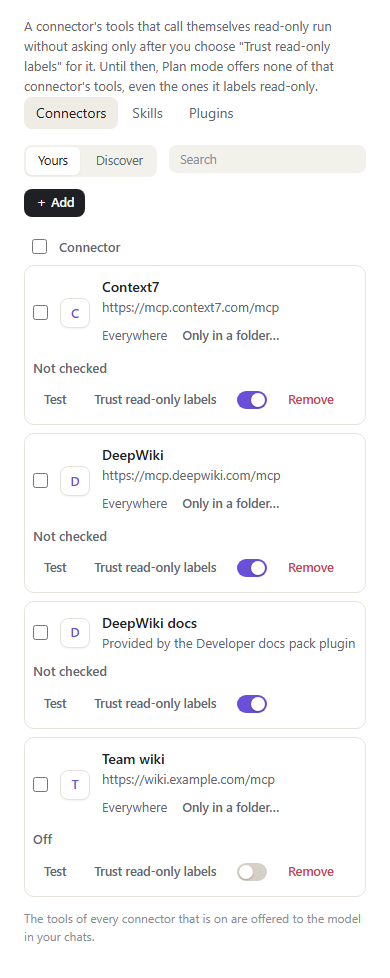 A connector's tools that call themselves read-only run
without asking only after you choose "Trust read-only
labels" for it. Until then, Plan mode offers none of that
connector's tools, even the ones it labels read-only.
Connectors Skills Plugins
Yours Discover Search
+ Add
Connector
Context7
C
https://mcp.context7.com/mcp
Everywhere Only in a folder...
Not checked
Test Trust read-only labels Remove
DeepWiki
D
https://mcp.deepwiki.com/mcp
Everywhere Only in a folder...
Not checked
Test Trust read-only labels Remove
DeepWiki docs
D
Provided by the Developer docs pack plugin
Not checked
Test Trust read-only labels
Team wiki
T
https://wiki.example.com/mcp
Everywhere Only in a folder...
Off
Test Trust read-only labels Remove
The tools of every connector that is on are offered to the model
in your chats.